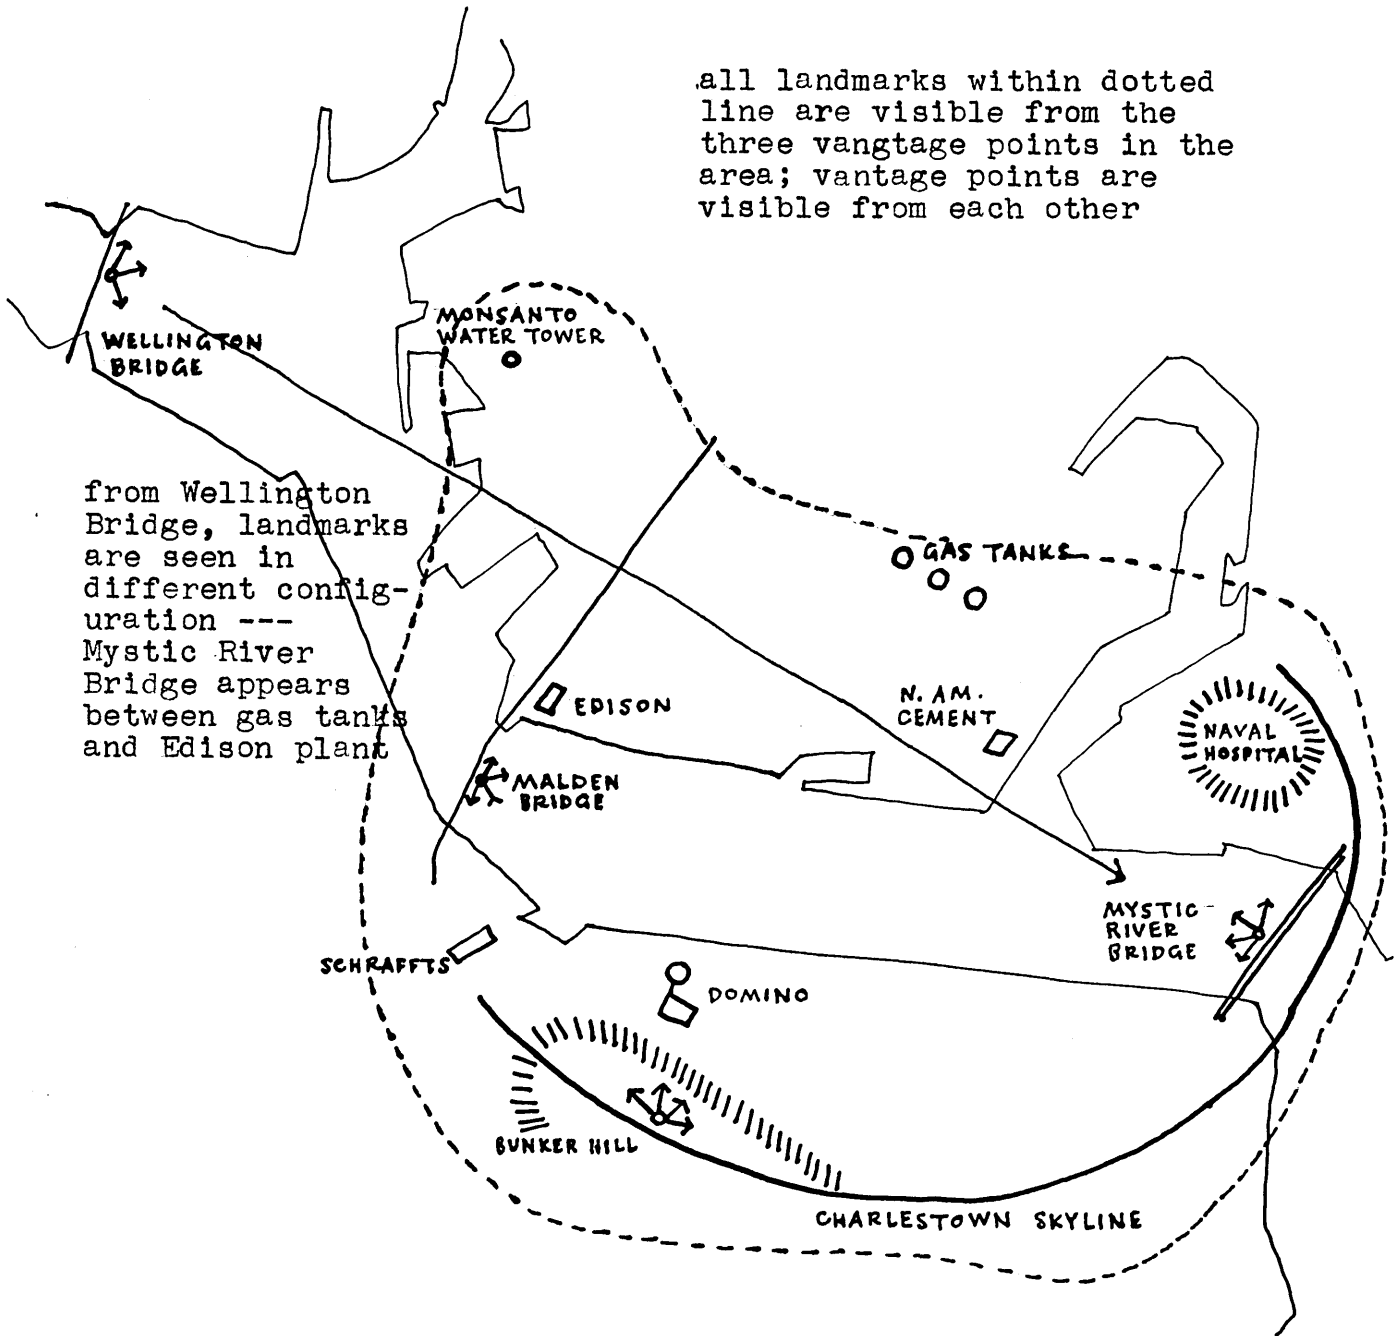 all landmarks within dotted
line are visible from the
three vangtage points in the
area; vantage points are
visible from each other
MONSANTO
WATER TOWER
WELLINGTON
BRIDGE
from Wellington
Bridge, landmarks
are seen in
different config-
uration ---
Mystic River
Bridge appears
between gas tanks
and Edison plant
GAS TANKS
EDISON
N. AM.
CEMENT
NAVAL
HOSPITAL
MALDEN
BRIDGE
MYSTIC
RIVER
BRIDGE
SCHRAFFTS
DOMINO
BUNKER HILL
CHARLESTOWN SKYLINE